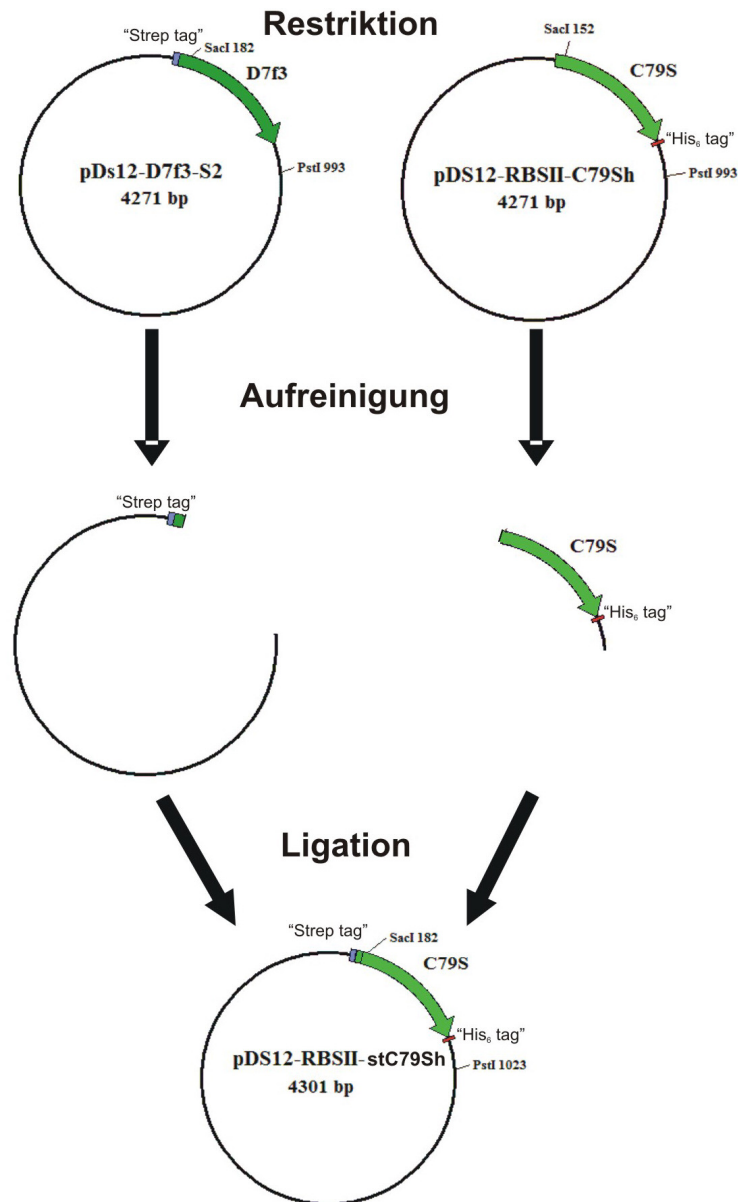 Restriktion
“Strep tag”
SacI 182
D7f3
pDs12-D7f3-S2
4271 bp
PstI 993
SacI 152
C79S
“His₆ tag”
pDS12-RBSII-C79Sh
4271 bp
PstI 993
Aufreinigung
“Strep tag”
C79S
“His₆ tag”
Ligation
“Strep tag”
SacI 182
C79S
“His₆ tag”
pDS12-RBSII-stC79Sh
4301 bp
PstI 1023